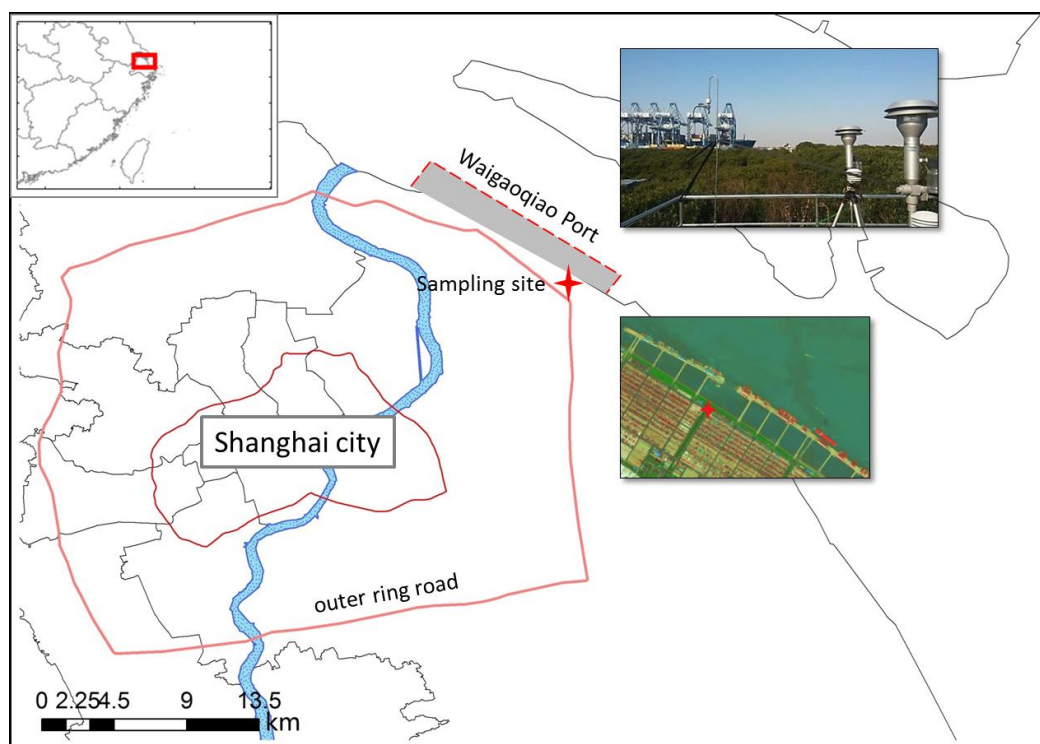 Waigaoqiao Port
Sampling site
Shanghai city
outer ring road
0 2.25 4.5 9 13.5
km